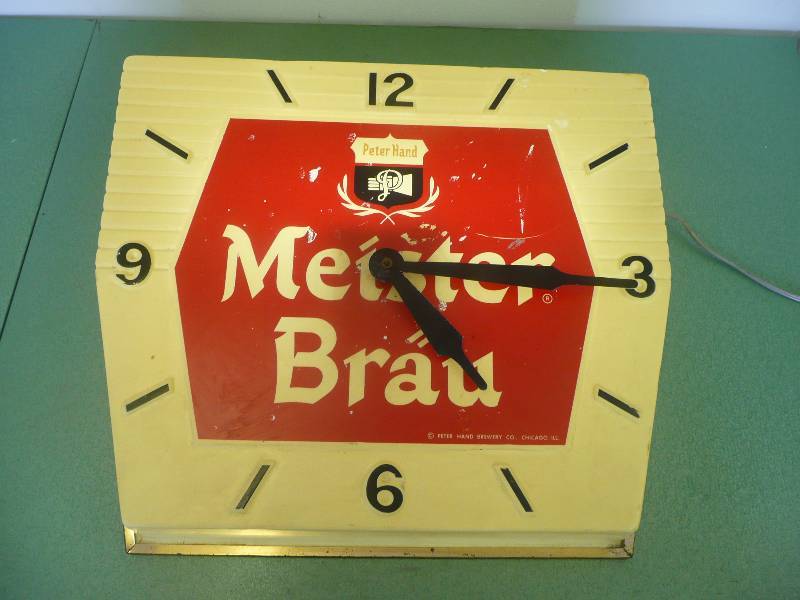 12
Peter Hand
9
Meister
3
®
Bräu
© PETER HAND BREWERY CO. CHICAGO ILL.
6